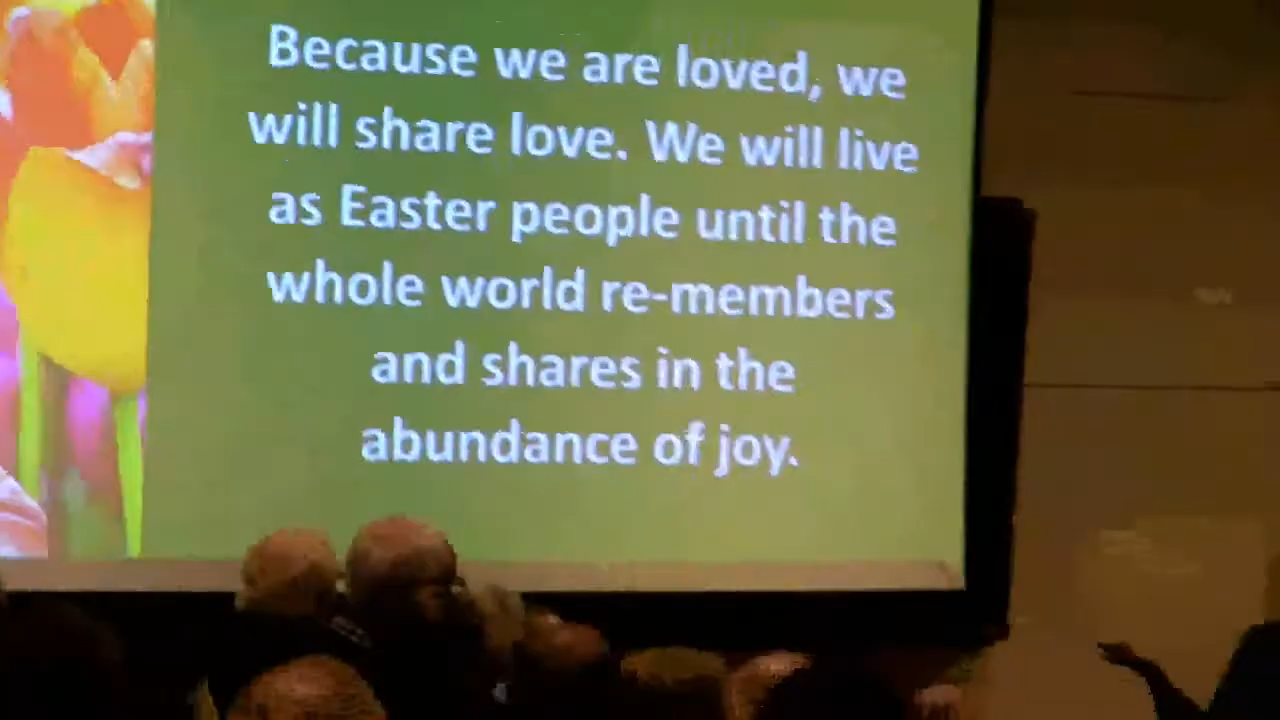 Because we are loved, we
will share love. We will live
as Easter people until the
whole world re-members
and shares in the
abundance of joy.